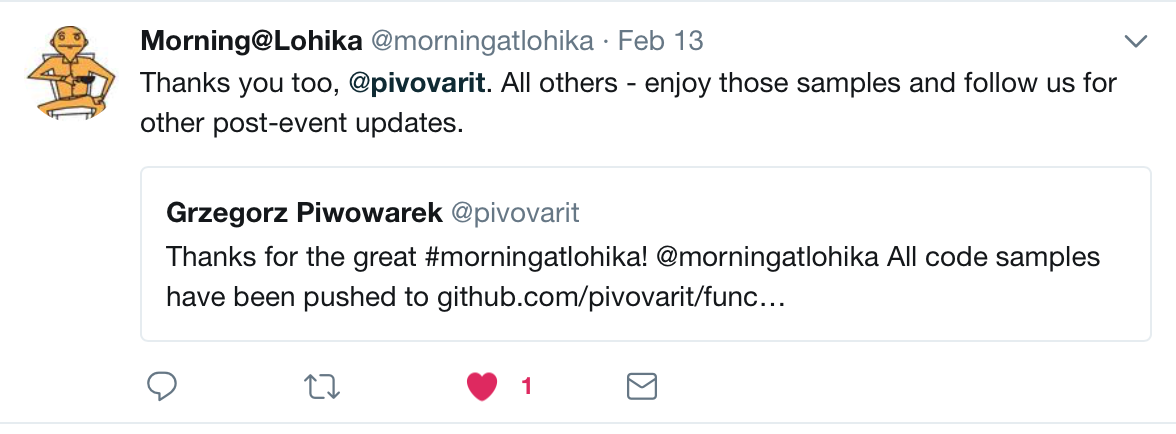 Morning@Lohika @morningatlohika · Feb 13
Thanks you too, @pivovarit. All others - enjoy those samples and follow us for
other post-event updates.
Grzegorz Piwowarek @pivovarit
Thanks for the great #morningatlohika! @morningatlohika All code samples
have been pushed to github.com/pivovarit/func…
1